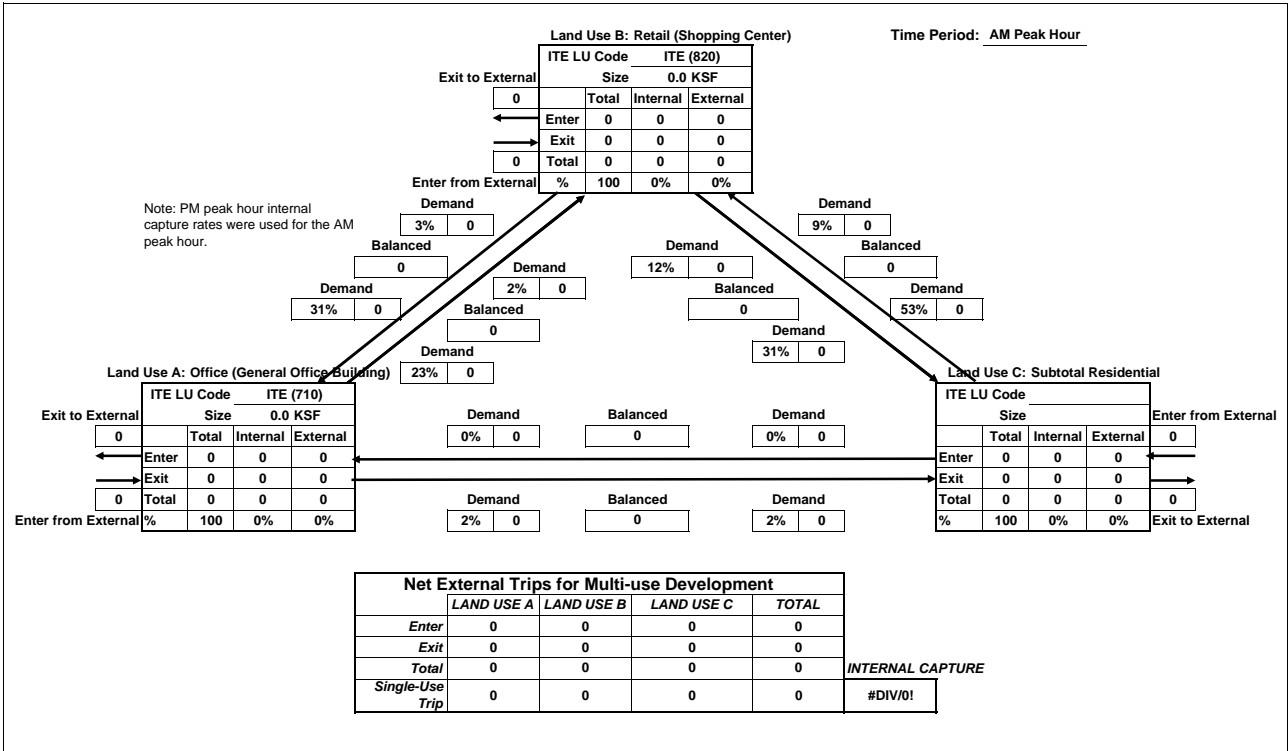 Land Use B: Retail (Shopping Center)
Time Period: AM Peak Hour
ITE LU Code ITE (820)
Exit to External Size 0.0 KSF
0 Total Internal External
Enter 0 0 0
Exit 0 0 0
0 Total 0 0 0
Enter from External % 100 0% 0%
Note: PM peak hour internal
capture rates were used for the AM
peak hour.
Demand
3% 0
Balanced
0
Demand
31% 0
Demand
2% 0
Balanced
0
Demand
23% 0
Demand
12% 0
Balanced
0
Demand
31% 0
Demand
9% 0
Balanced
0
Demand
53% 0
Land Use A: Office (General Office Building)
ITE LU Code ITE (710)
Exit to External Size 0.0 KSF
0 Total Internal External
Enter 0 0 0
Exit 0 0 0
0 Total 0 0 0
Enter from External % 100 0% 0%
Demand Balanced Demand
0% 0 0 0% 0
Demand Balanced Demand
2% 0 0 2% 0
Land Use C: Subtotal Residential
ITE LU Code
Size Enter from External
Total Internal External 0
Enter 0 0 0
Exit 0 0 0
Total 0 0 0 0
% 100 0% 0% Exit to External
Net External Trips for Multi-use Development
LAND USE A LAND USE B LAND USE C TOTAL
Enter 0 0 0 0
Exit 0 0 0 0
Total 0 0 0 0 INTERNAL CAPTURE
Single-Use
Trip 0 0 0 0 #DIV/0!